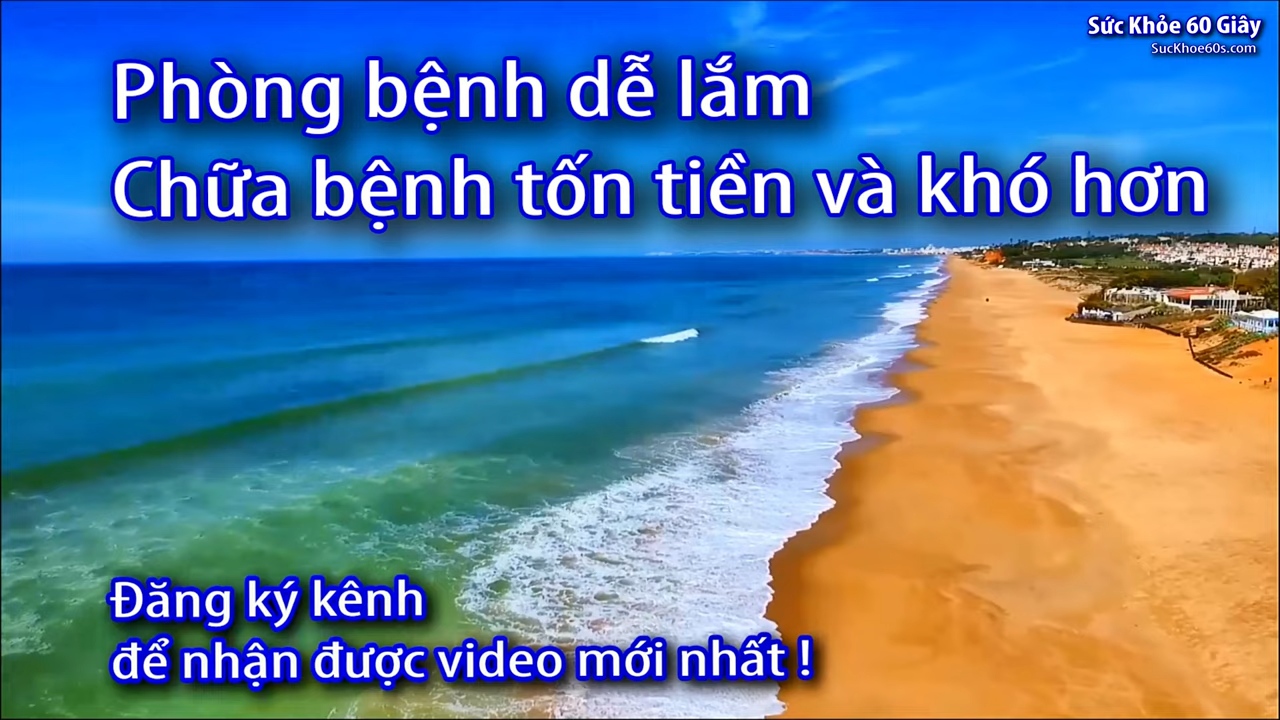 Sức Khỏe 60 Giây
SucKhoe60s.com
Phòng bệnh dễ lắm
Chữa bệnh tốn tiền và khó hơn
Đăng ký kênh
để nhận được video mới nhất !